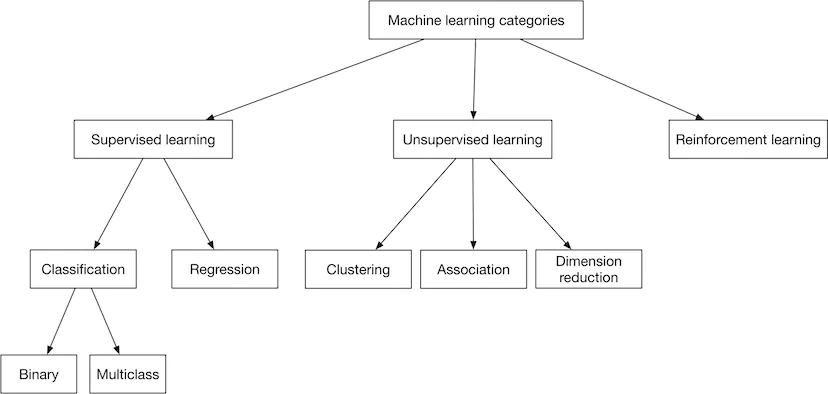 Machine learning categories
Supervised learning
Unsupervised learning
Reinforcement learning
Classification
Regression
Clustering
Association
Dimension
reduction
Binary
Multiclass